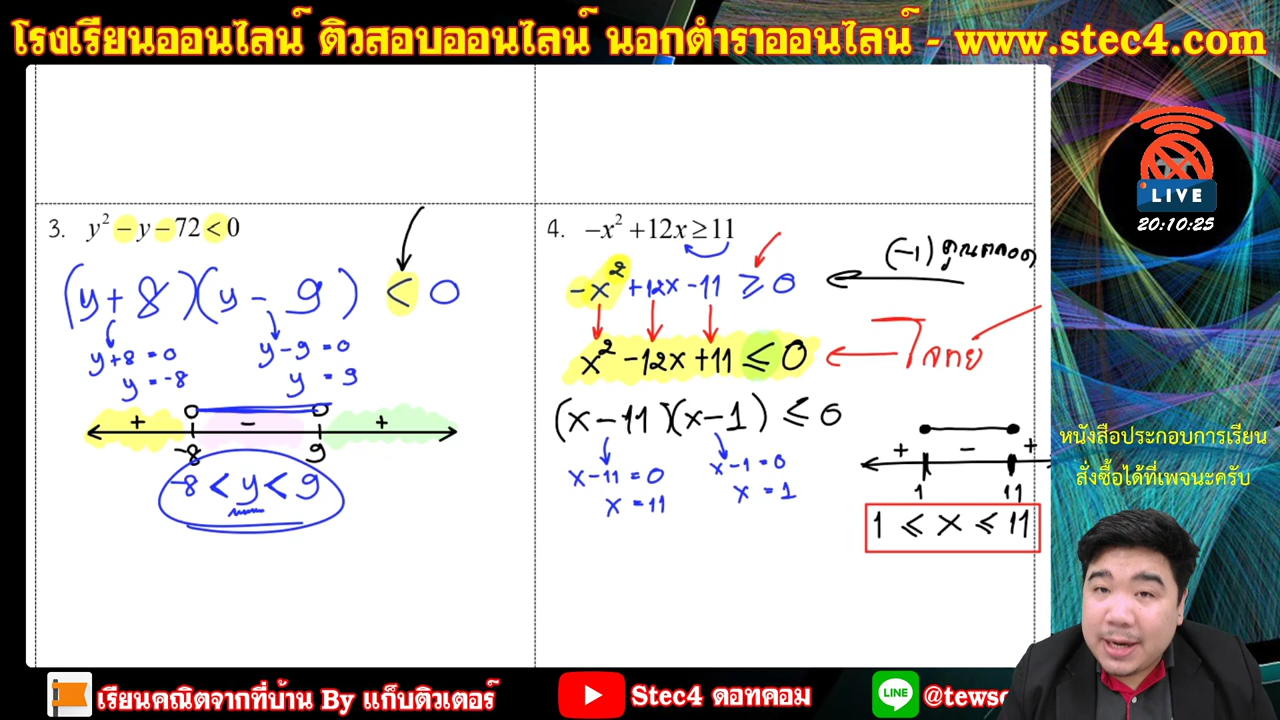 โรงเรียนออนไลน์ ติวสอบออนไลน์ นอกตำราออนไลน์ - www.stec4.com
LIVE
20:10:25
3. y² − y − 72 < 0
(y + 8)(y − 9) < 0
y+8 = 0
y−9 = 0
y = -8
y = 9
+ − +
-8 9
-8 < y < 9
4. −x² + 12x ≥ 11
-x² +12x -11 ≥ 0
(-1) คูณตลอด
x² -12x +11 ≤ 0
โจทย์
(x − 11)(x − 1) ≤ 0
x-11 = 0
x-1 = 0
x = 11
x = 1
+ − +
1 11
1 ≤ x ≤ 11
หนังสือประกอบการเรียน
สั่งซื้อได้ที่เพจนะครับ
เรียนคณิตจากที่บ้าน By แก็บติวเตอร์
Stec4 ดอทคอม
LINE